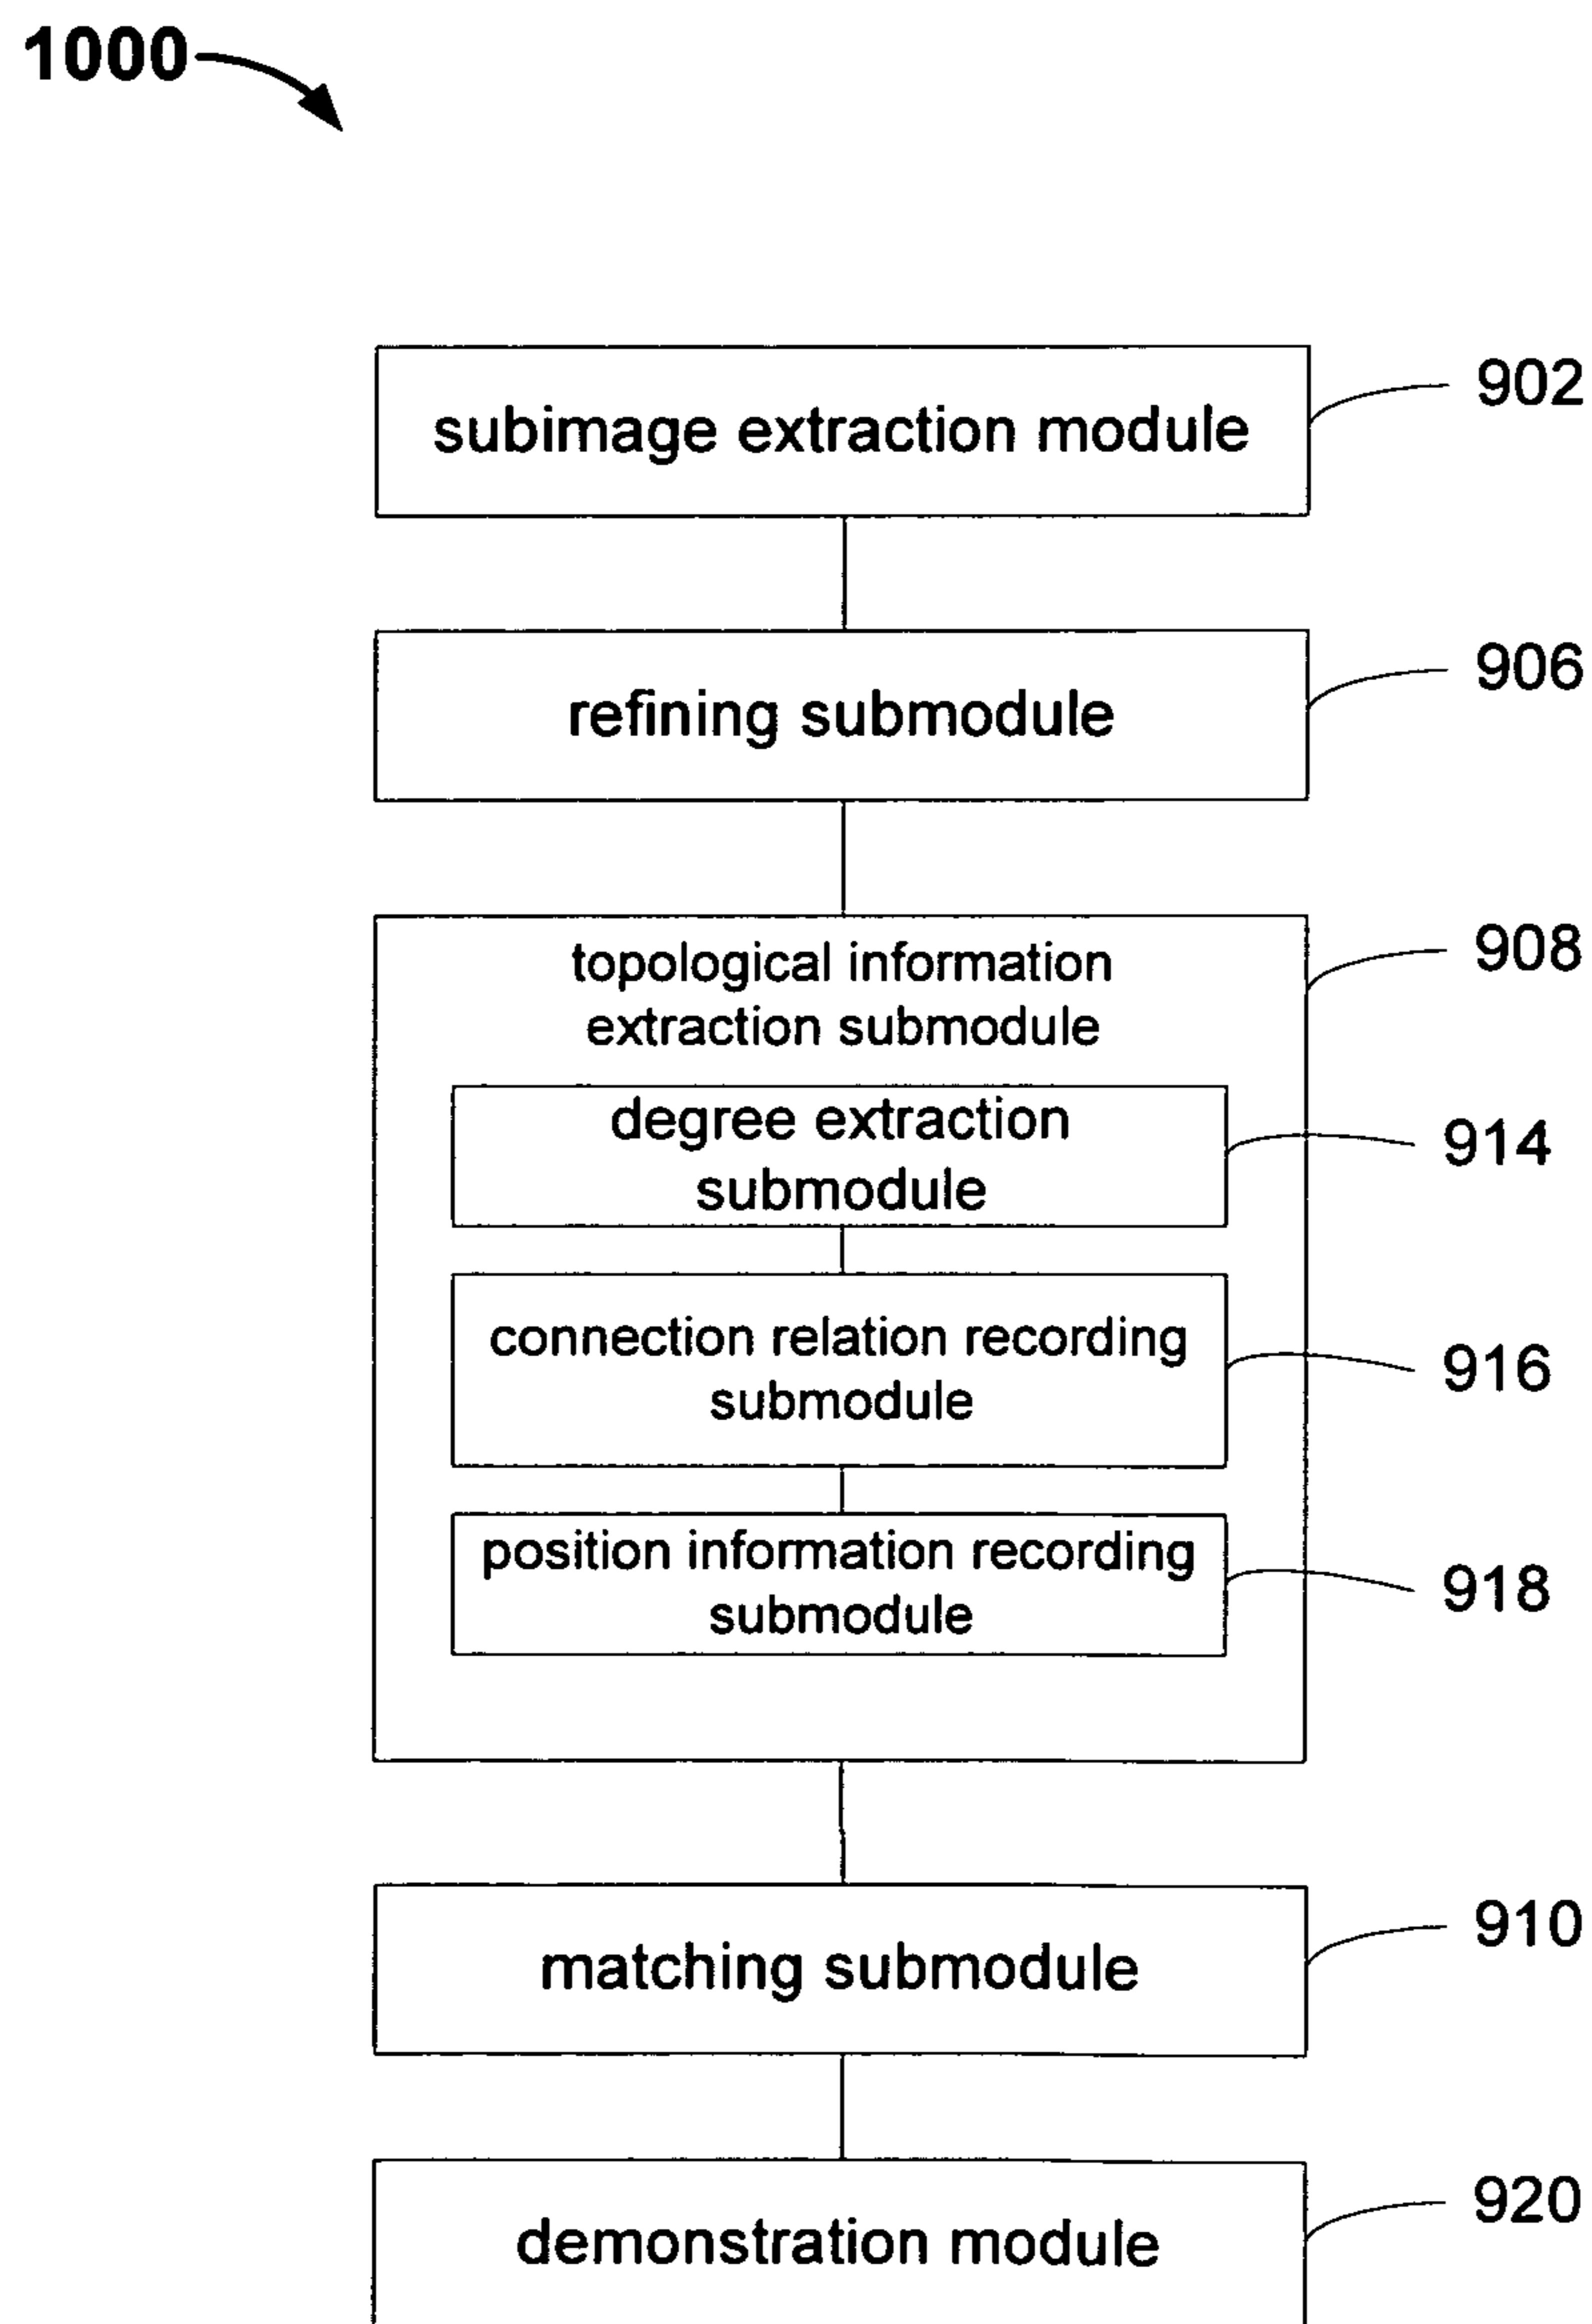 1000
subimage extraction module
902
refining submodule
906
topological information
extraction submodule
908
degree extraction
submodule
914
connection relation recording
submodule
916
position information recording
submodule
918
matching submodule
910
demonstration module
920